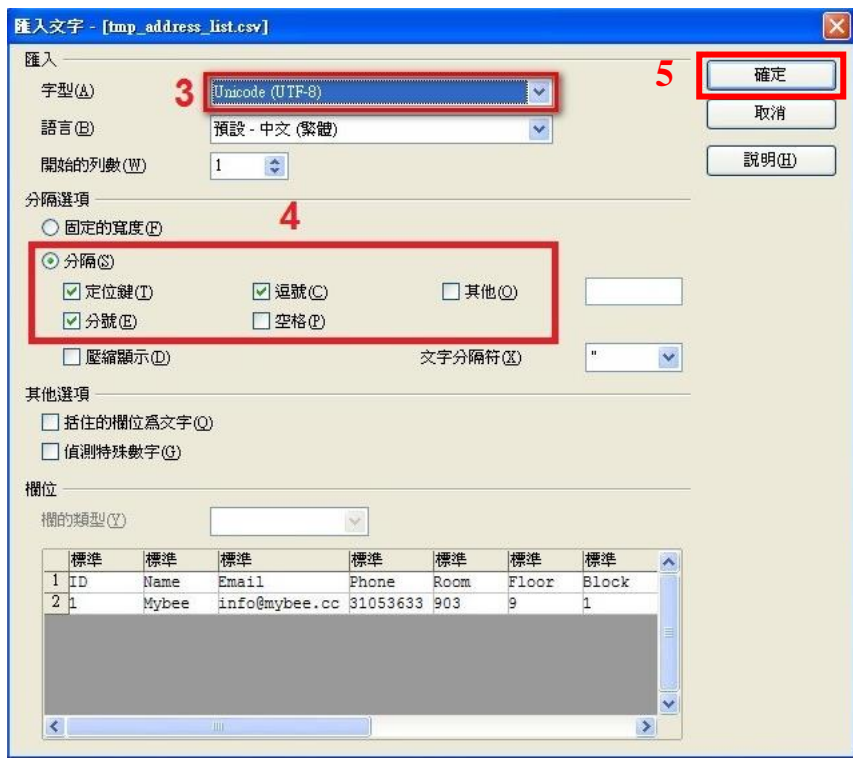 匯入文字 - [tmp_address_list.csv]
匯入
字型(A) 3 Unicode (UTF-8)
5 確定
語言(B) 預設 - 中文 (繁體)
取消
開始的列數(W) 1
說明(H)
分隔選項
固定的寬度(F) 4
分隔(S)
定位鍵(T) 逗號(C) 其他(O)
分號(E) 空格(P)
壓縮顯示(D) 文字分隔符(X) "
其他選項
括住的欄位爲文字(Q)
偵測特殊數字(G)
欄位
欄的類型(Y)
標準 標準 標準 標準 標準 標準 標準
1 ID Name Email Phone Room Floor Block
2 1 Mybee info@mybee.cc 31053633 903 9 1